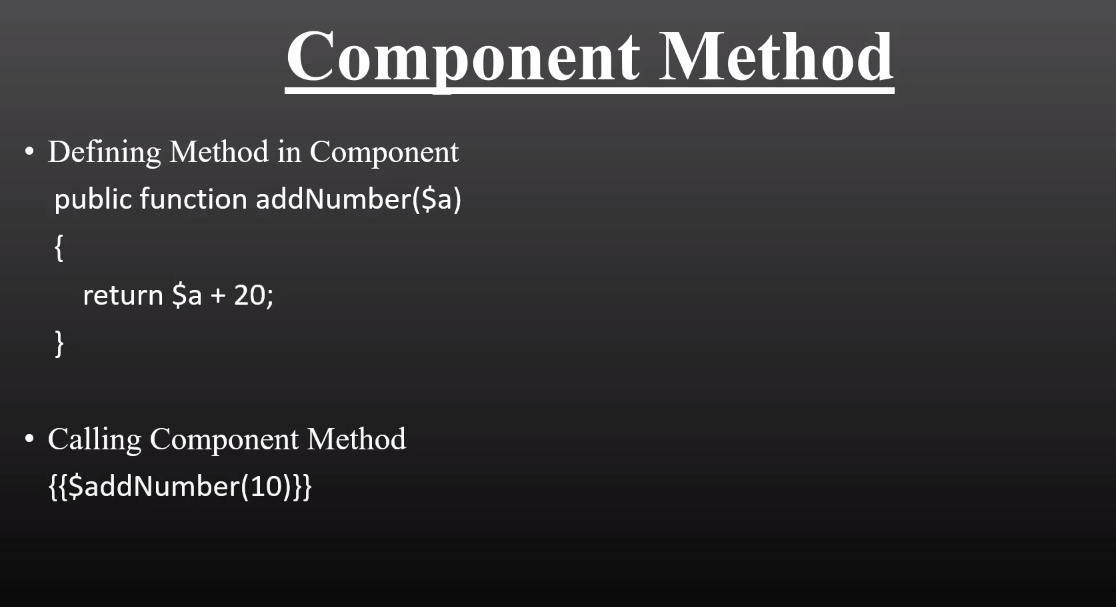 Component Method
• Defining Method in Component
public function addNumber($a)
{
return $a + 20;
}
• Calling Component Method
{{$addNumber(10)}}